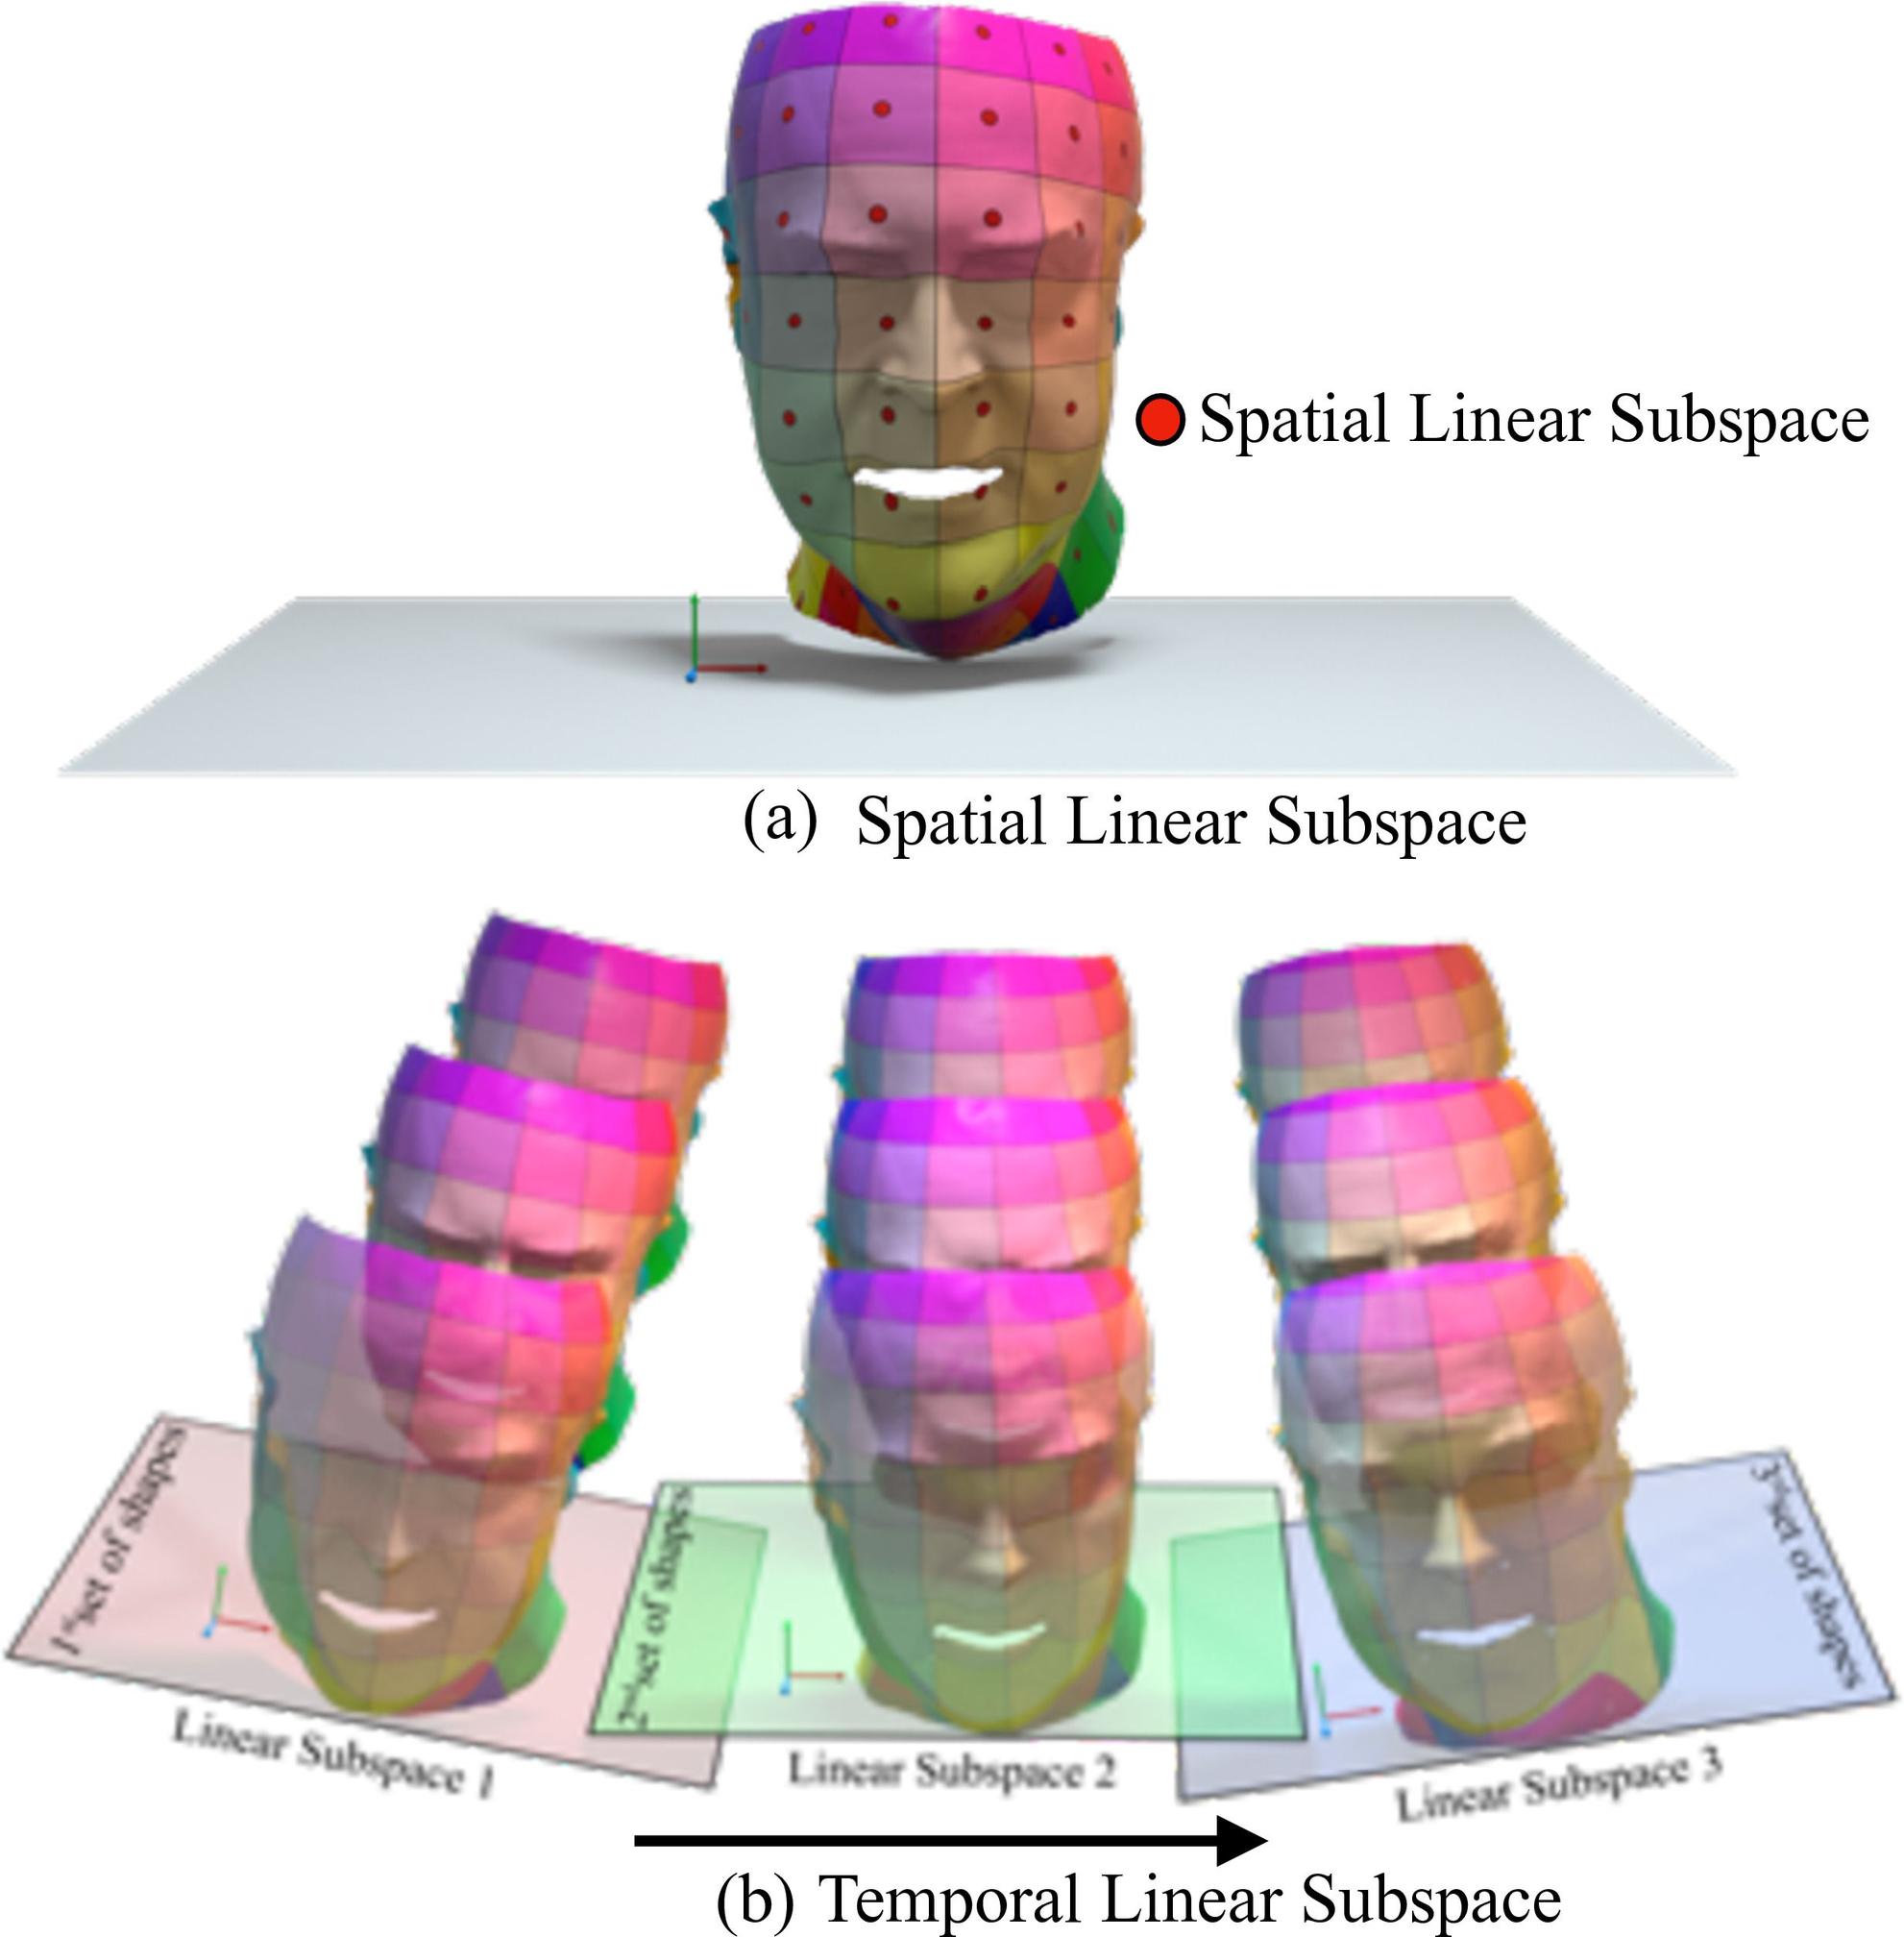 Spatial Linear Subspace
(a) Spatial Linear Subspace
1st set of shapes
2nd set of shapes
3rd set of shapes
Linear Subspace 1
Linear Subspace 2
Linear Subspace 3
(b) Temporal Linear Subspace